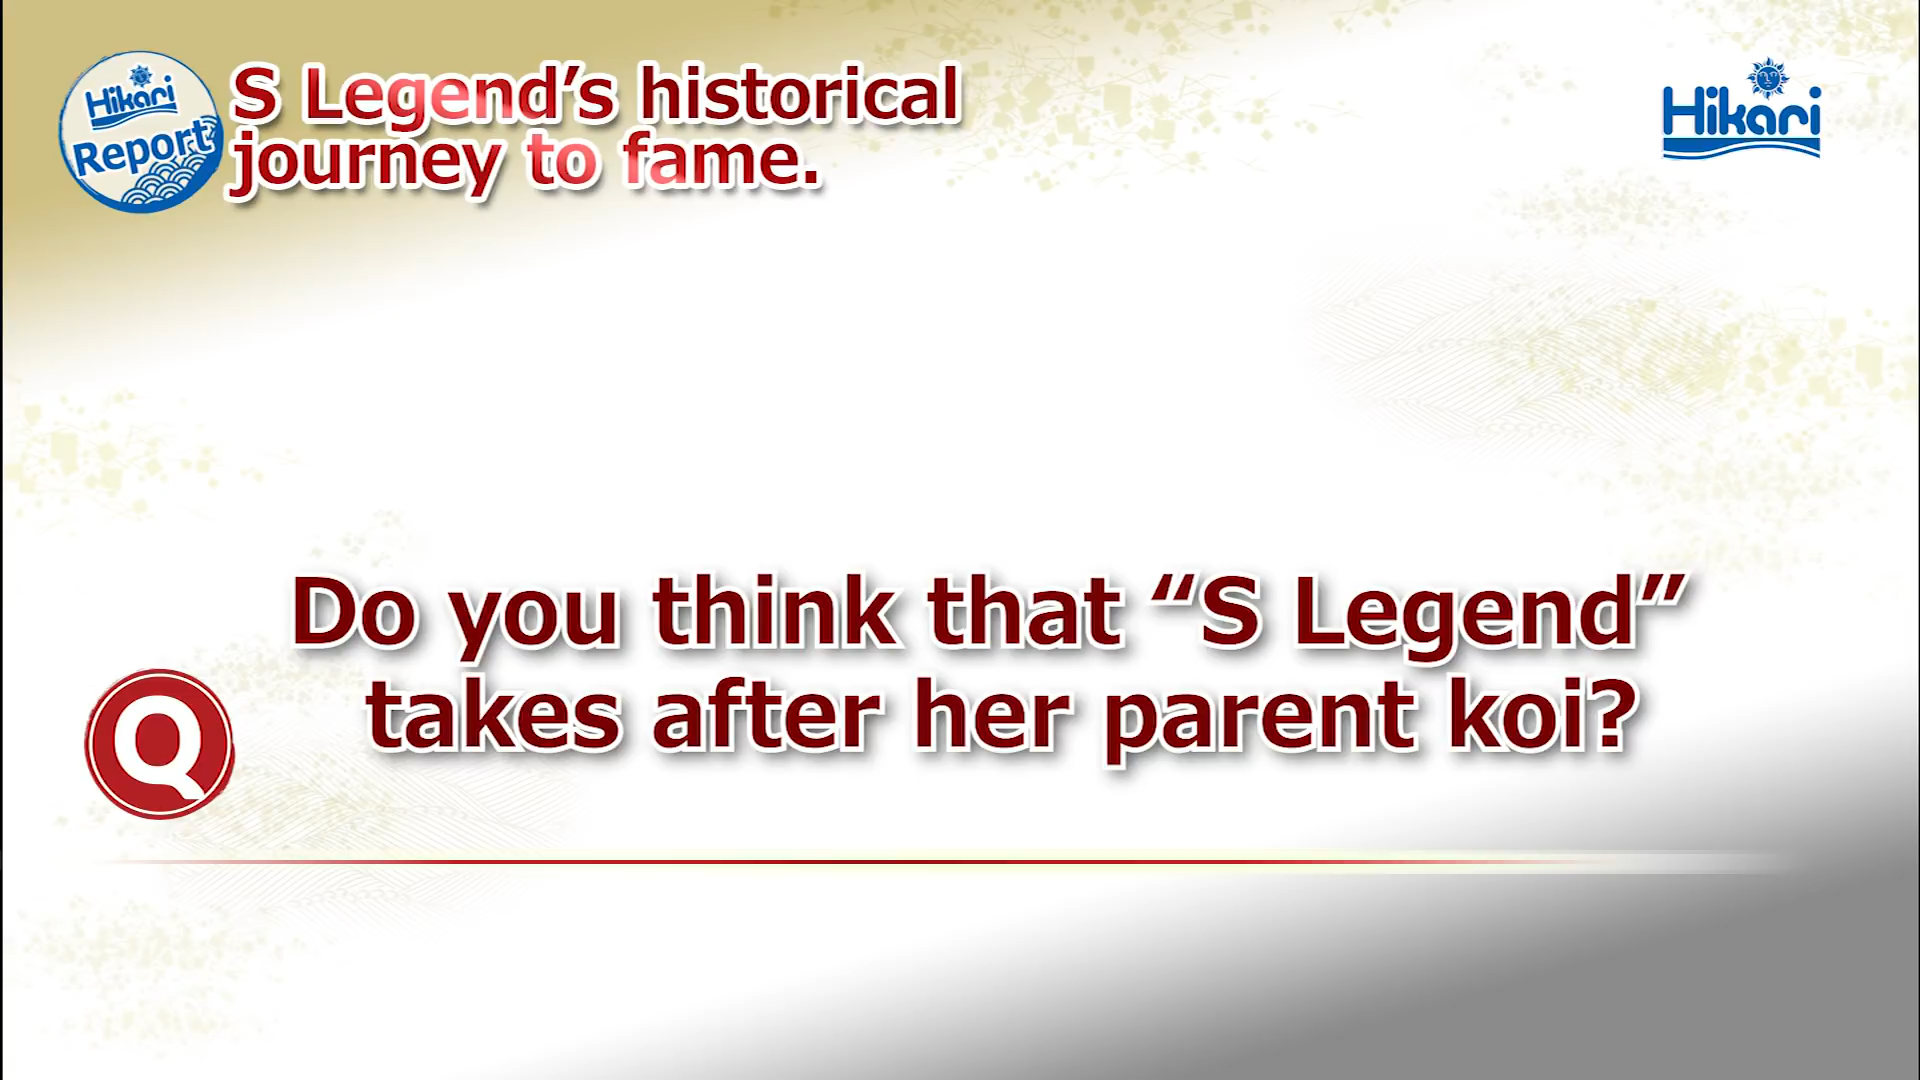 Hikari
Report
S Legend’s historical
journey to fame.
Hikari
Do you think that “S Legend”
takes after her parent koi?
Q